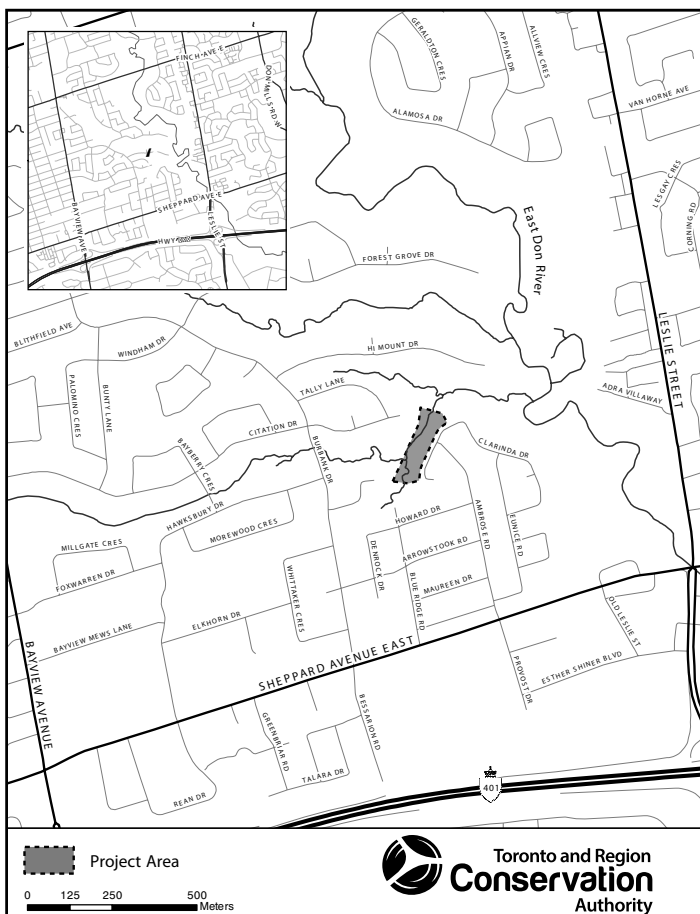 FINCH AVE E
DON MILLS RD W
SHEPPARD AVE E
BAYVIEW AVE
LESLIE ST
GERALDTON CRES
APPIAN DR
ALLVIEW CRES
ALAMOSA DR
VAN HORNE AVE
LESGAY CRES
CORNING RD
East Don River
FOREST GROVE DR
LESLIE STREET
BLITHFIELD AVE
WINDHAM DR
HI MOUNT DR
PALOMINO CRES
BUNTY LANE
TALLY LANE
ADRA VILLAWAY
CITATION DR
BURBANK DR
BAYBERRY CRES
CLARINDA DR
HAWKSBURY DR
MOREWOOD CRES
HOWARD DR
AMBROSE RD
EUNICE RD
MILLGATE CRES
DENROCK DR
ARROWSTOOK RD
FOXWARREN DR
WHITTAKER CRES
BLUE RIDGE RD
MAUREEN DR
ELKHORN DR
BAYVIEW MEWS LANE
OLD LESLIE ST
SHEPPARD AVENUE EAST
BAYVIEW AVENUE
PROVOST DR
ESTHER SHINER BLVD
BESSARION RD
GREENBRIAR RD
TALARA DR
REAN DR
401
Project Area
0 125 250 500
Meters
Toronto and Region
Conservation
Authority